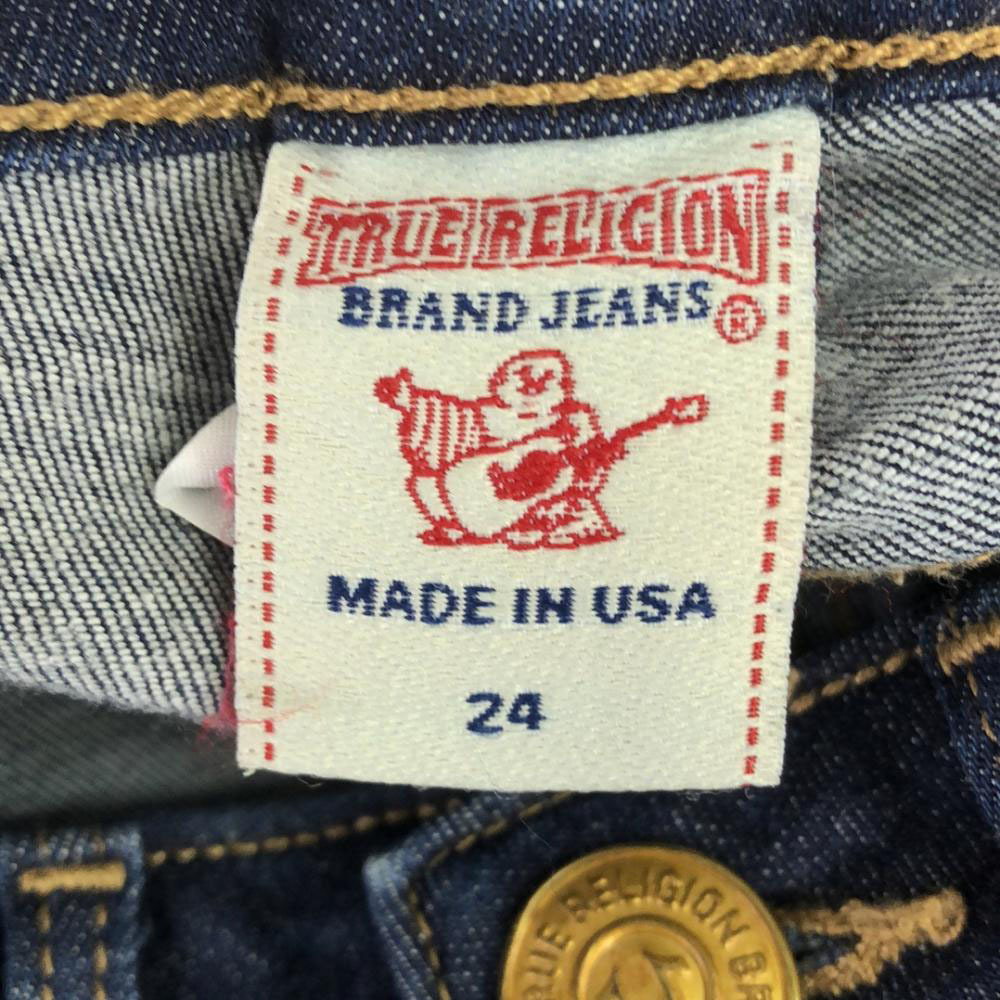 TRUE RELIGION
BRAND JEANS ®
MADE IN USA
24
TRUE RELIGION